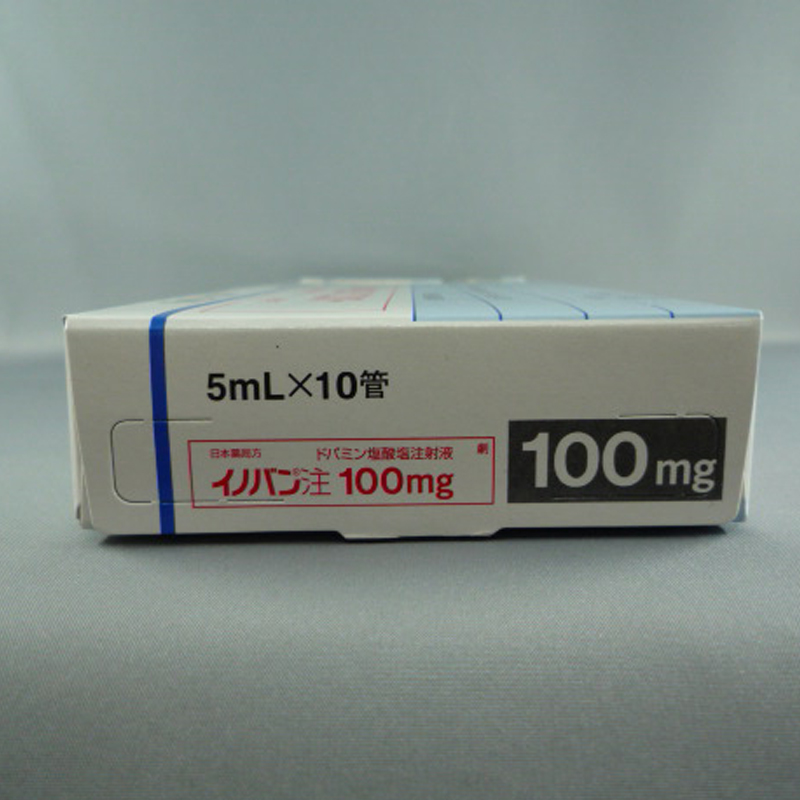 5mL×10管
日本薬局方 ドパミン塩酸塩注射液 劇
イノバン®注 100mg
100mg